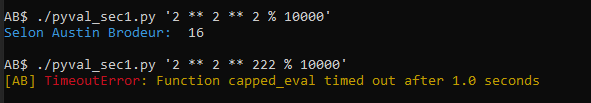 AB$ ./pyval_sec1.py '2 ** 2 ** 2 % 10000'
Selon Austin Brodeur:  16
AB$ ./pyval_sec1.py '2 ** 2 ** 222 % 10000'
[AB] TimeoutError: Function capped_eval timed out after 1.0 seconds